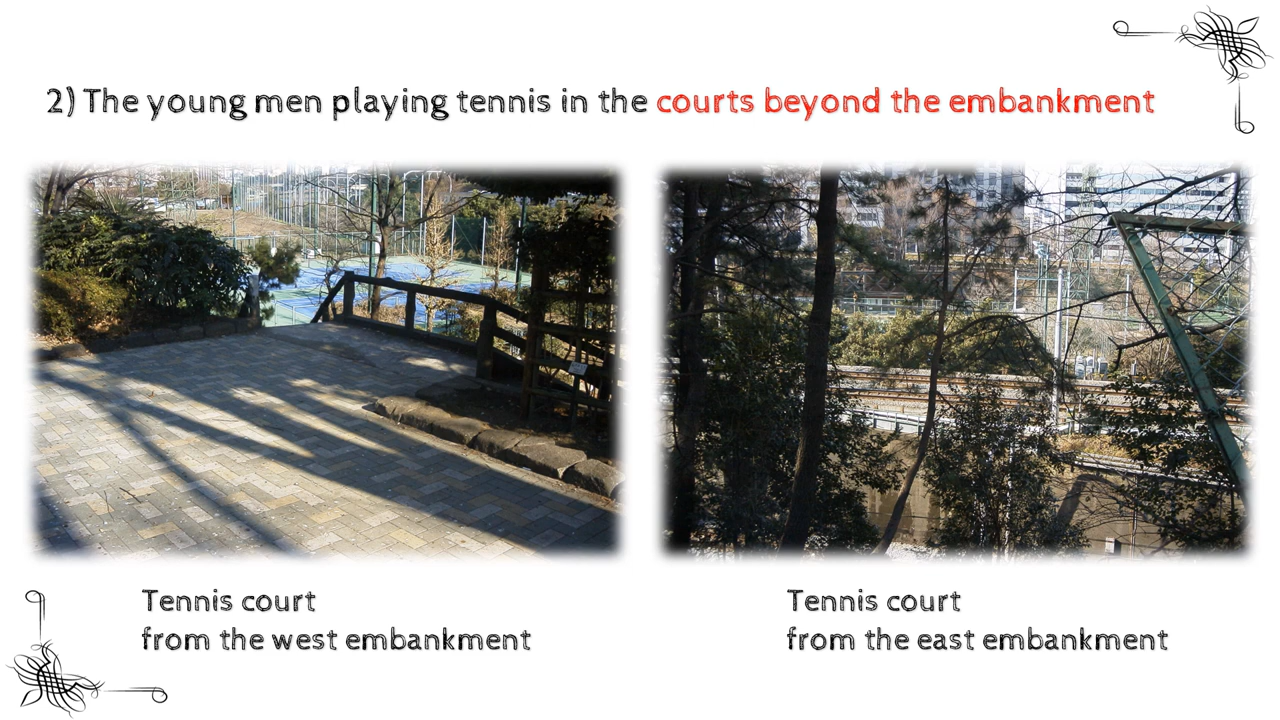 2) The young men playing tennis in the courts beyond the embankment
Tennis court
from the west embankment
Tennis court
from the east embankment